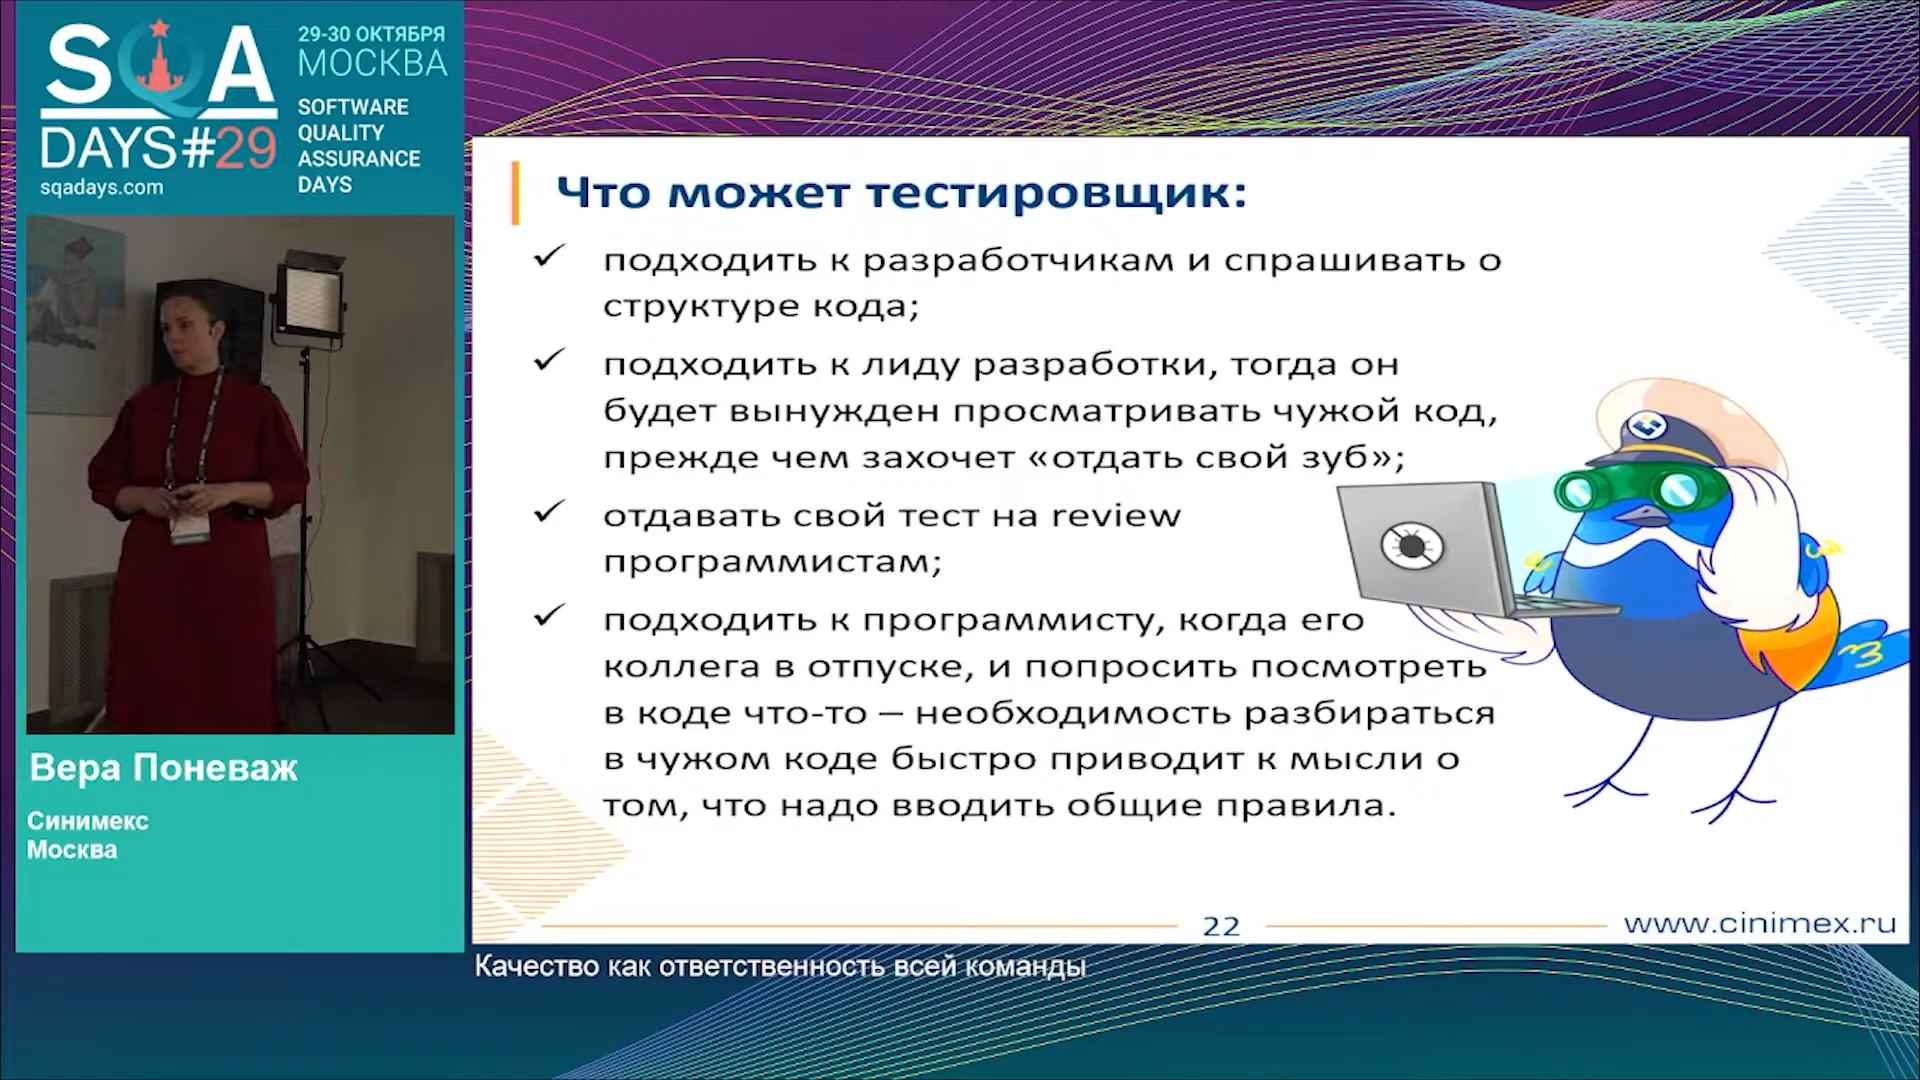 SQA
DAYS#29
sqadays.com
29-30 ОКТЯБРЯ
МОСКВА
SOFTWARE
QUALITY
ASSURANCE
DAYS
Что может тестировщик:
подходить к разработчикам и спрашивать о
структуре кода;
подходить к лиду разработки, тогда он
будет вынужден просматривать чужой код,
прежде чем захочет «отдать свой зуб»;
отдавать свой тест на review
программистам;
подходить к программисту, когда его
коллега в отпуске, и попросить посмотреть
в коде что-то – необходимость разбираться
в чужом коде быстро приводит к мысли о
том, что надо вводить общие правила.
22
www.cinimex.ru
Вера Поневаж
Синимекс
Москва
Качество как ответственность всей команды